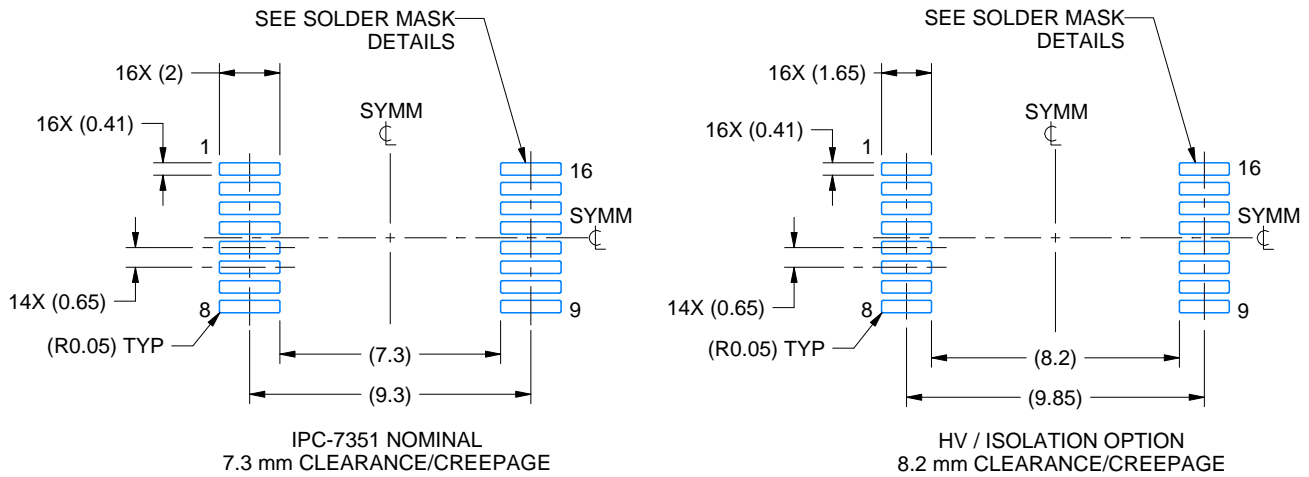 SEE SOLDER MASK
DETAILS
16X (2)
SYMM
16X (0.41)
1
16
SYMM
14X (0.65)
8
9
(R0.05) TYP
(7.3)
(9.3)
IPC-7351 NOMINAL
7.3 mm CLEARANCE/CREEPAGE
SEE SOLDER MASK
DETAILS
16X (1.65)
SYMM
16X (0.41)
1
16
SYMM
14X (0.65)
8
9
(R0.05) TYP
(8.2)
(9.85)
HV / ISOLATION OPTION
8.2 mm CLEARANCE/CREEPAGE